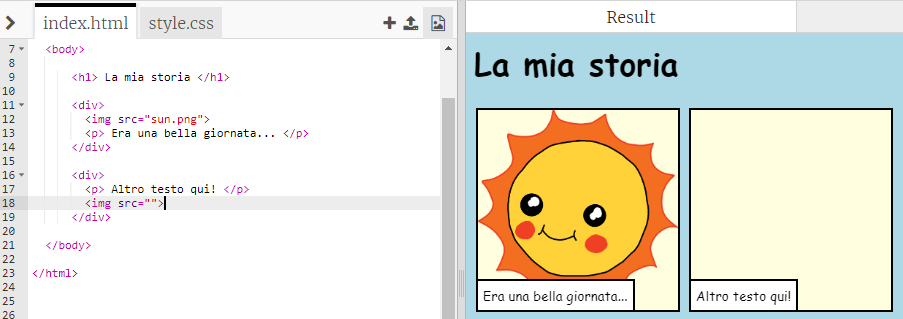 index.html style.css
7 <body>
8
9 <h1> La mia storia </h1>
10
11 <div>
12 <img src="sun.png">
13 <p> Era una bella giornata... </p>
14 </div>
15
16 <div>
17 <p> Altro testo qui! </p>
18 <img src="">
19 </div>
20
21 </body>
22
23 </html>
24
25
26
Result
La mia storia
Era una bella giornata...
Altro testo qui!